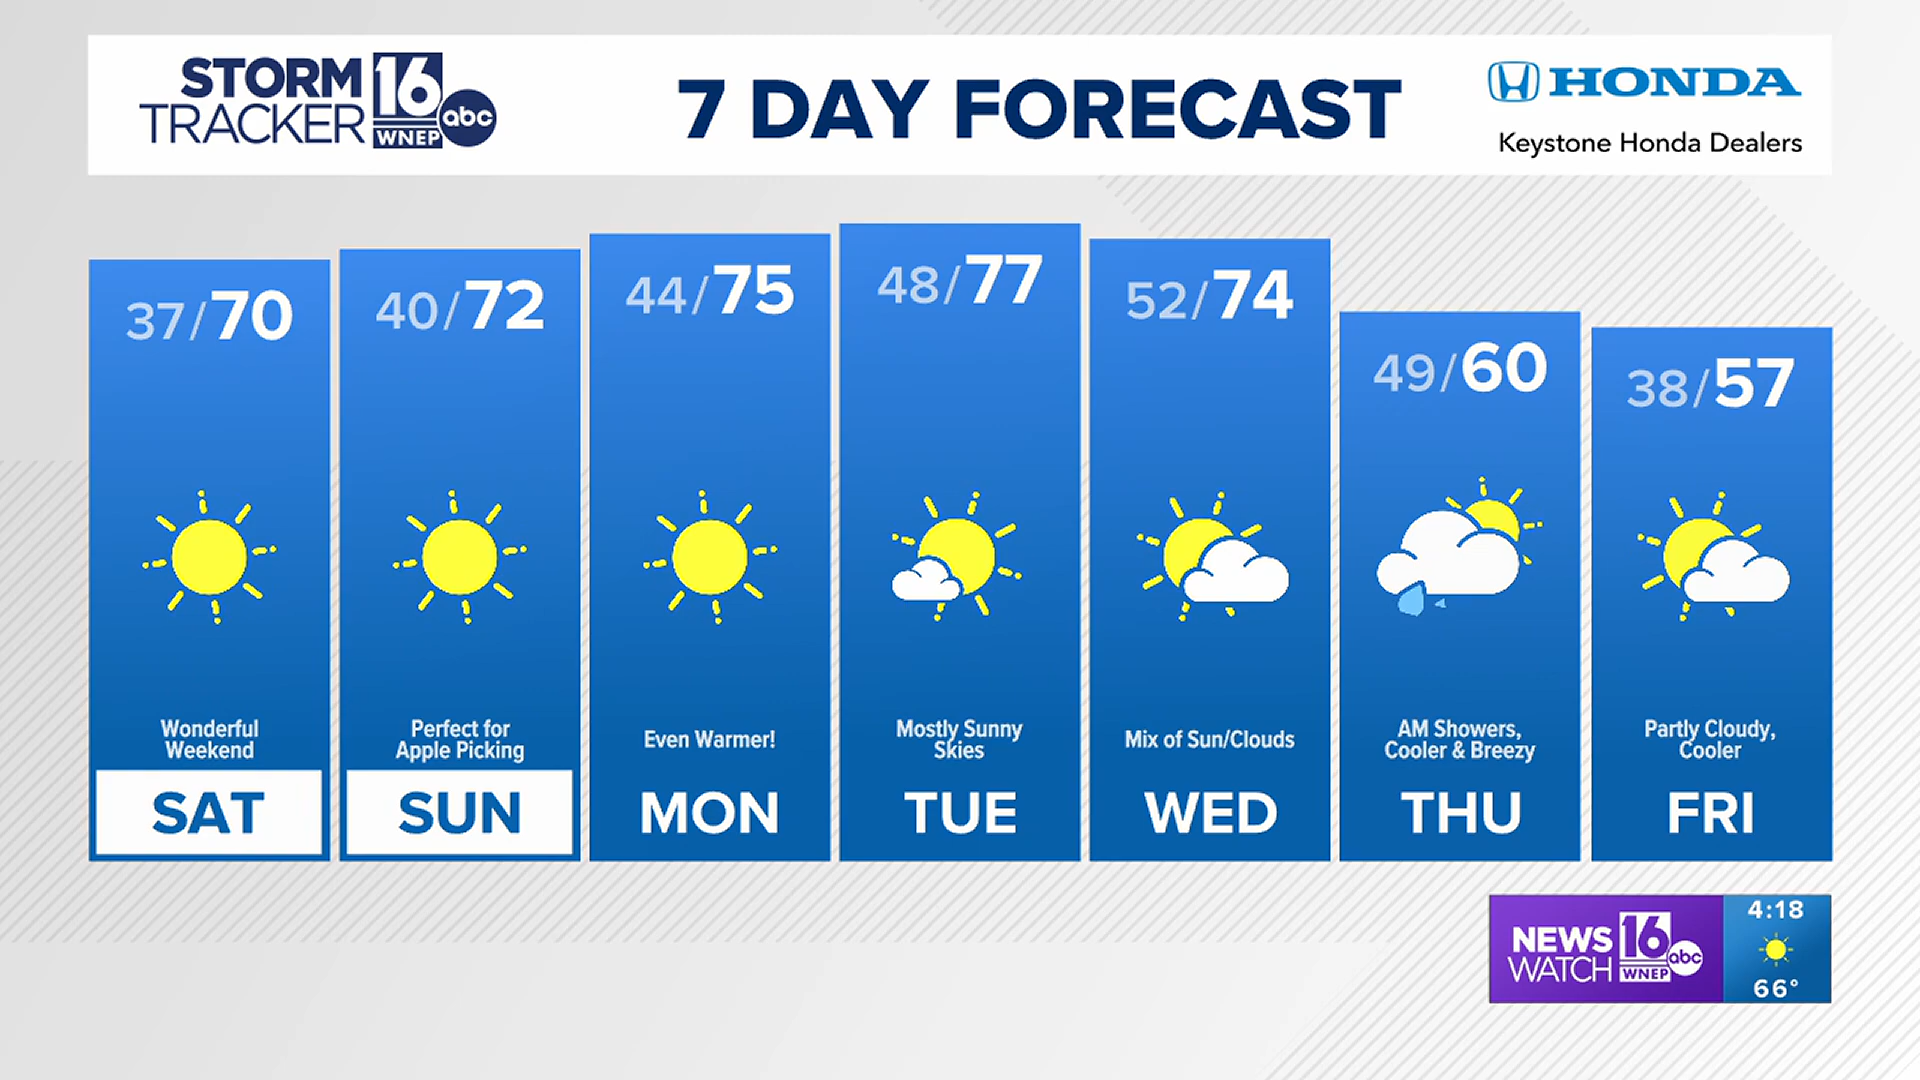 STORM
TRACKER
16
WNEP
abc
7 DAY FORECAST
HONDA
Keystone Honda Dealers
37/70
Wonderful
Weekend
SAT
40/72
Perfect for
Apple Picking
SUN
44/75
Even Warmer!
MON
48/77
Mostly Sunny
Skies
TUE
52/74
Mix of Sun/Clouds
WED
49/60
AM Showers,
Cooler & Breezy
THU
38/57
Partly Cloudy,
Cooler
FRI
NEWS
WATCH
16
WNEP
abc
4:18
66°